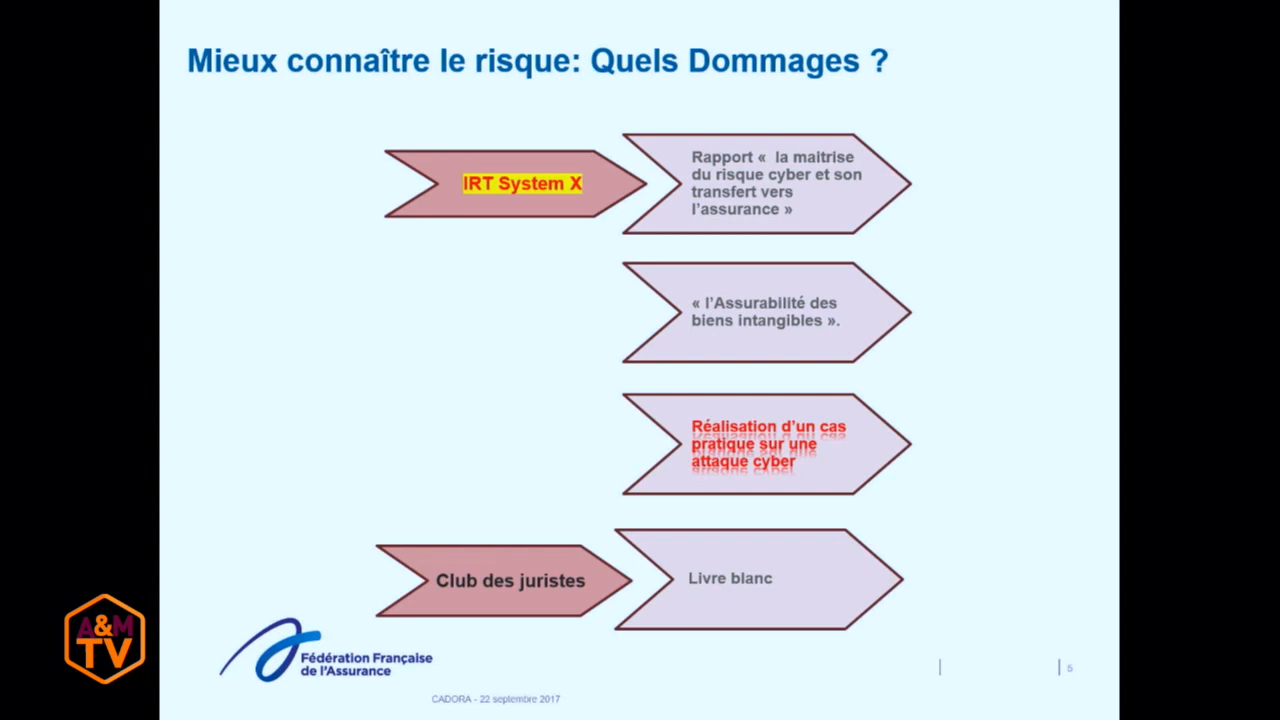 Mieux connaître le risque: Quels Dommages ?
IRT System X
Rapport «  la maitrise
du risque cyber et son
transfert vers
l’assurance »
« l’Assurabilité des
biens intangibles ».
Réalisation d’un cas
pratique sur une
attaque cyber
Club des juristes
Livre blanc
A&M
TV
Fédération Française
de l’Assurance
CADORA - 22 septembre 2017
5